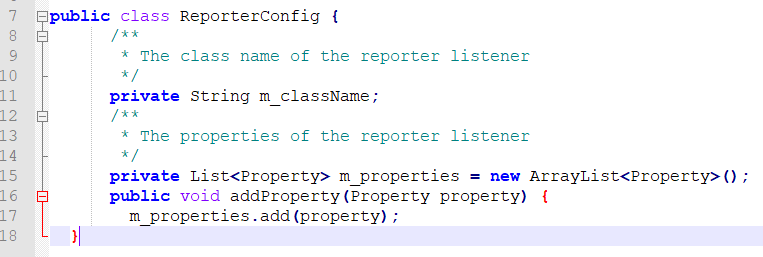 7 public class ReporterConfig {
8 /**
9 * The class name of the reporter listener
10 */
11 private String m_className;
12 /**
13 * The properties of the reporter listener
14 */
15 private List<Property> m_properties = new ArrayList<Property>();
16 public void addProperty(Property property) {
17 m_properties.add(property);
18 }